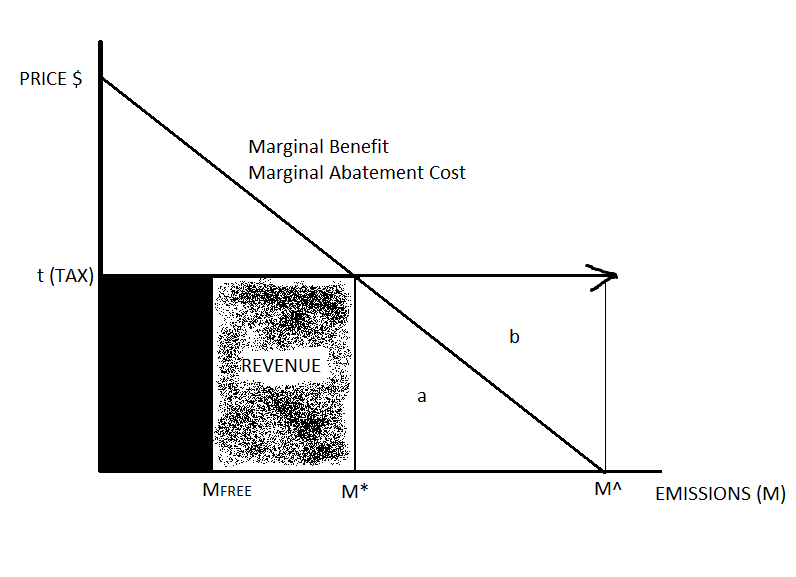 PRICE $
Marginal Benefit
Marginal Abatement Cost
t (TAX)
b
REVENUE
a
MFREE
M*
M^
EMISSIONS (M)